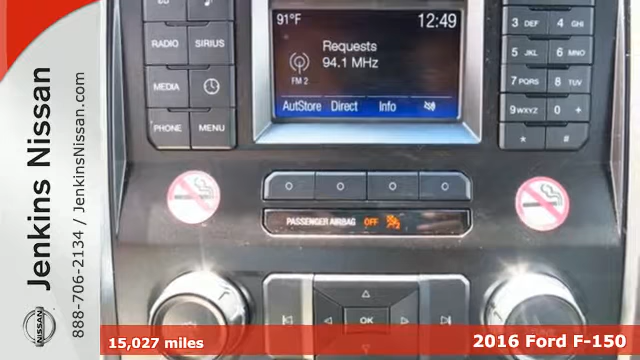 Jenkins Nissan
888-706-2134 / JenkinsNissan.com
NISSAN
91°F
12:49
Requests
94.1 MHz
FM 2
AutoStore Direct Info
RADIO SIRIUS
MEDIA
PHONE MENU
3 DEF 4 GHI
5 JKL 6 MNO
7 PQRS 8 TUV
9 WXYZ 0 +
* #
PASSENGER AIRBAG OFF
OK
15,027 miles
2016 Ford F-150